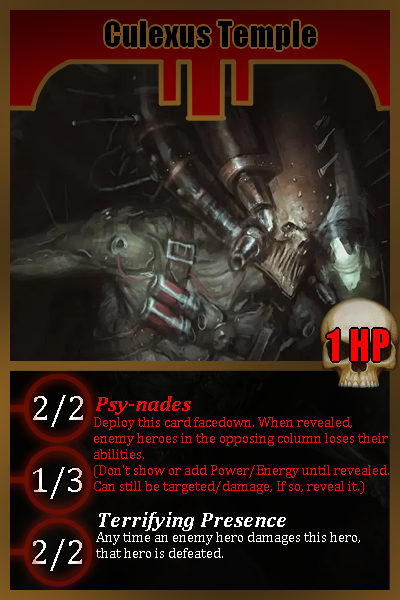 Culexus Temple
1 HP
2/2
Psy-nades
Deploy this card facedown. When revealed,
enemy heroes in the opposing column loses their
abilities.
1/3
(Don't show or add Power/Energy until revealed.
Can still be targeted/damage. If so, reveal it.)
2/2
Terrifying Presence
Any time an enemy hero damages this hero,
that hero is defeated.